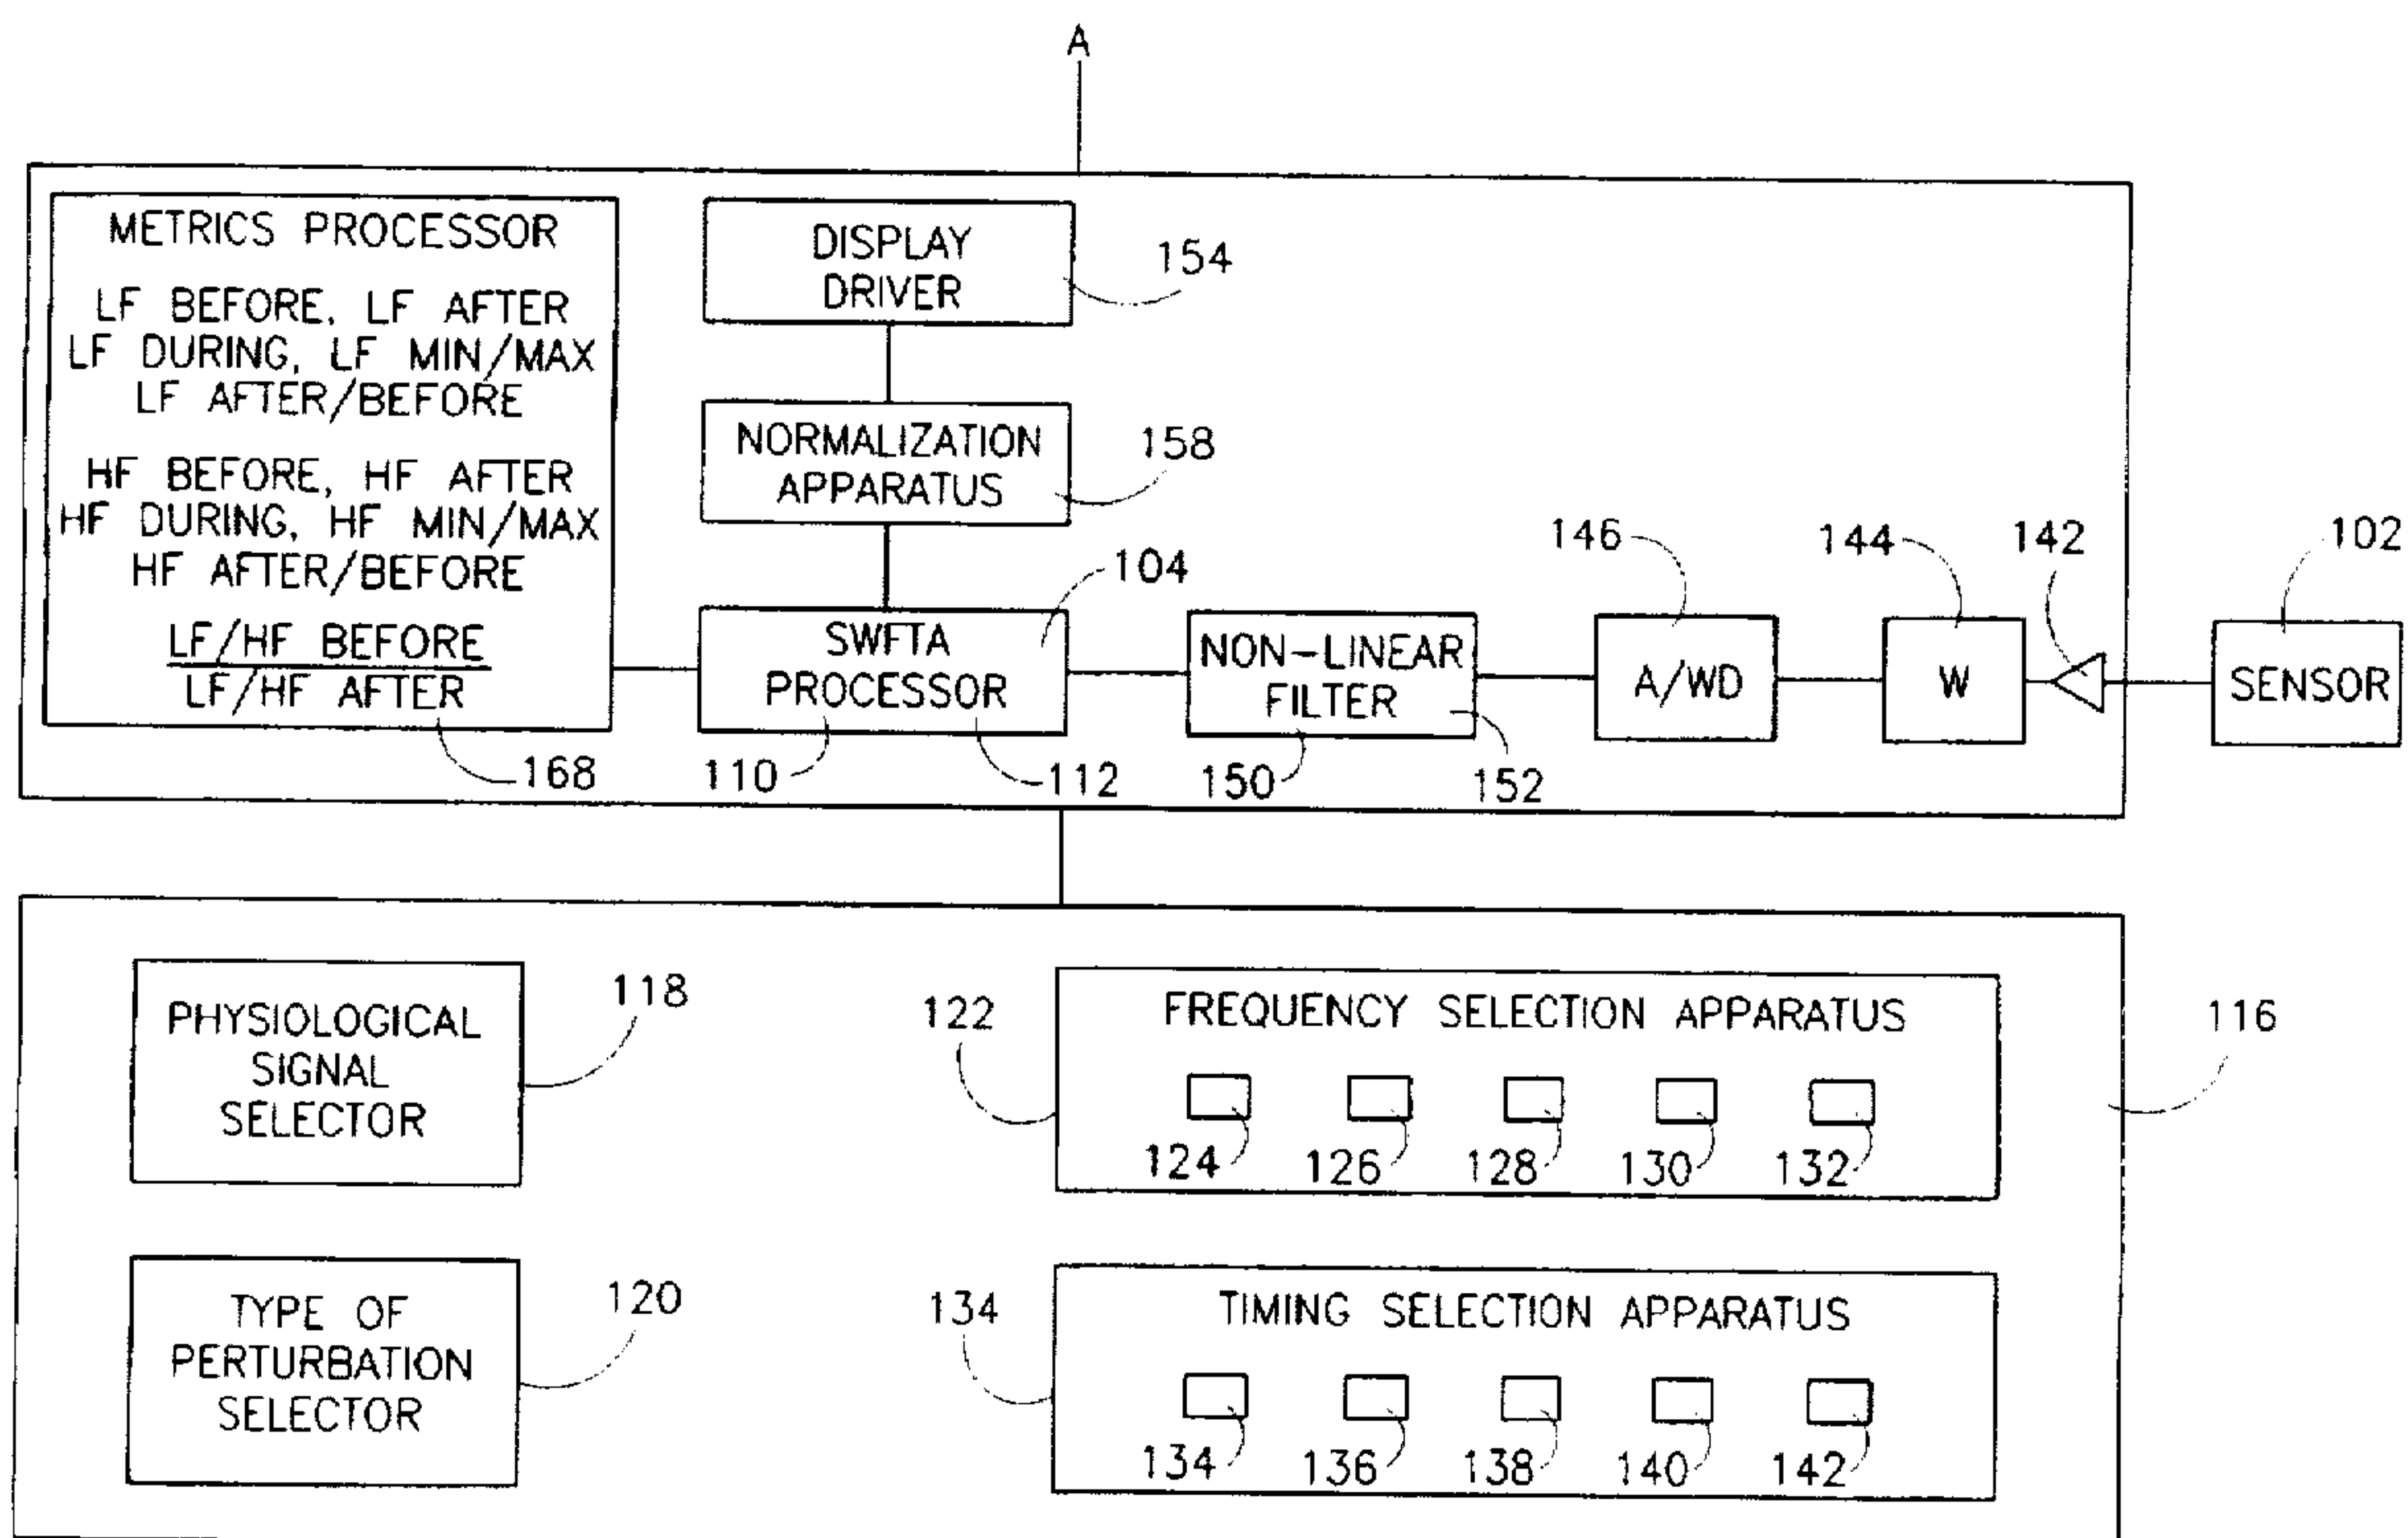 A
METRICS PROCESSOR
LF BEFORE, LF AFTER
LF DURING, LF MIN/MAX
LF AFTER/BEFORE
HF BEFORE, HF AFTER
HF DURING, HF MIN/MAX
HF AFTER/BEFORE
LF/HF BEFORE
LF/HF AFTER
168
DISPLAY
DRIVER
154
NORMALIZATION
APPARATUS
158
SWFTA
PROCESSOR
104
110
112
NON-LINEAR
FILTER
150
152
A/WD
146
W
144
142
SENSOR
102
PHYSIOLOGICAL
SIGNAL
SELECTOR
118
FREQUENCY SELECTION APPARATUS
122
124
126
128
130
132
116
TYPE OF
PERTURBATION
SELECTOR
120
TIMING SELECTION APPARATUS
134
134
136
138
140
142